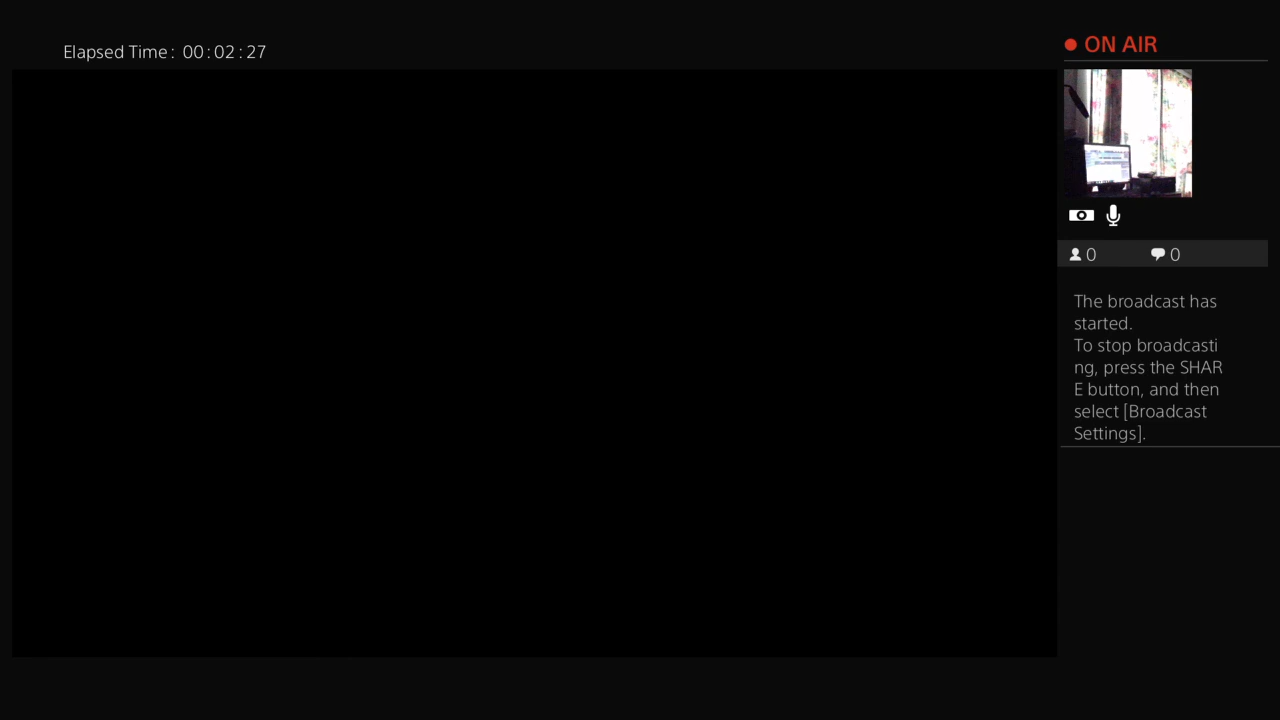 Elapsed Time: 00:02:27
ON AIR
0
0
The broadcast has
started.
To stop broadcasti
ng, press the SHAR
E button, and then
select [Broadcast
Settings].